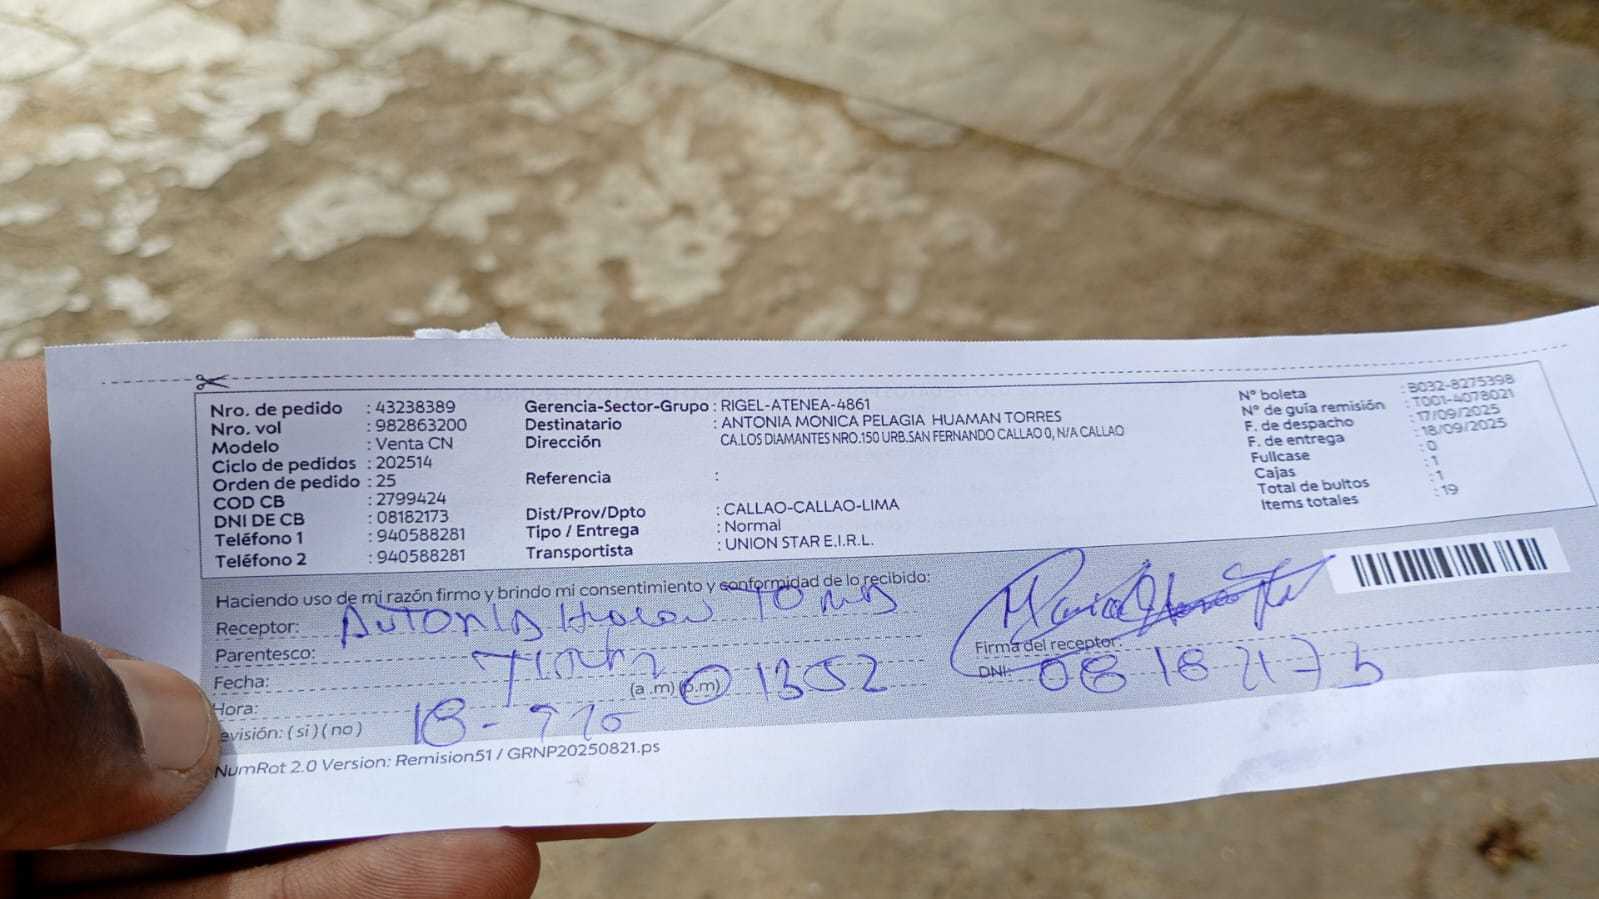 Nro. de pedido : 43238389
Nro. vol : 982863200
Modelo : Venta CN
Ciclo de pedidos : 202514
Orden de pedido : 25
COD CB : 2799424
DNI DE CB : 08182173
Teléfono 1 : 940588281
Teléfono 2 : 940588281
Gerencia-Sector-Grupo : RIGEL-ATENEA-4861
Destinatario : ANTONIA MONICA PELAGIA HUAMAN TORRES
Dirección CA.LOS DIAMANTES NRO.150 URB.SAN FERNANDO CALLAO 0, N/A CALLAO
Referencia :
Dist/Prov/Dpto : CALLAO-CALLAO-LIMA
Tipo / Entrega : Normal
Transportista : UNION STAR E.I.R.L.
N° boleta : B032-8275398
N° de guía remisión : T001-4078021
F. de despacho : 17/09/2025
F. de entrega : 18/09/2025
Fullcase : 0
Cajas : 1
Total de bultos : 1
Items totales : 19
Haciendo uso de mi razón firmo y brindo mi consentimiento y conformidad de lo recibido:
Receptor: Antonia
Parentesco:
Fecha:
Hora: (a .m) (p.m) 1352
evisión: ( si ) ( no ) 18-
Firma del receptor:
DNI: 08182173
NumRot 2.0 Version: Remision51 / GRNP20250821.ps